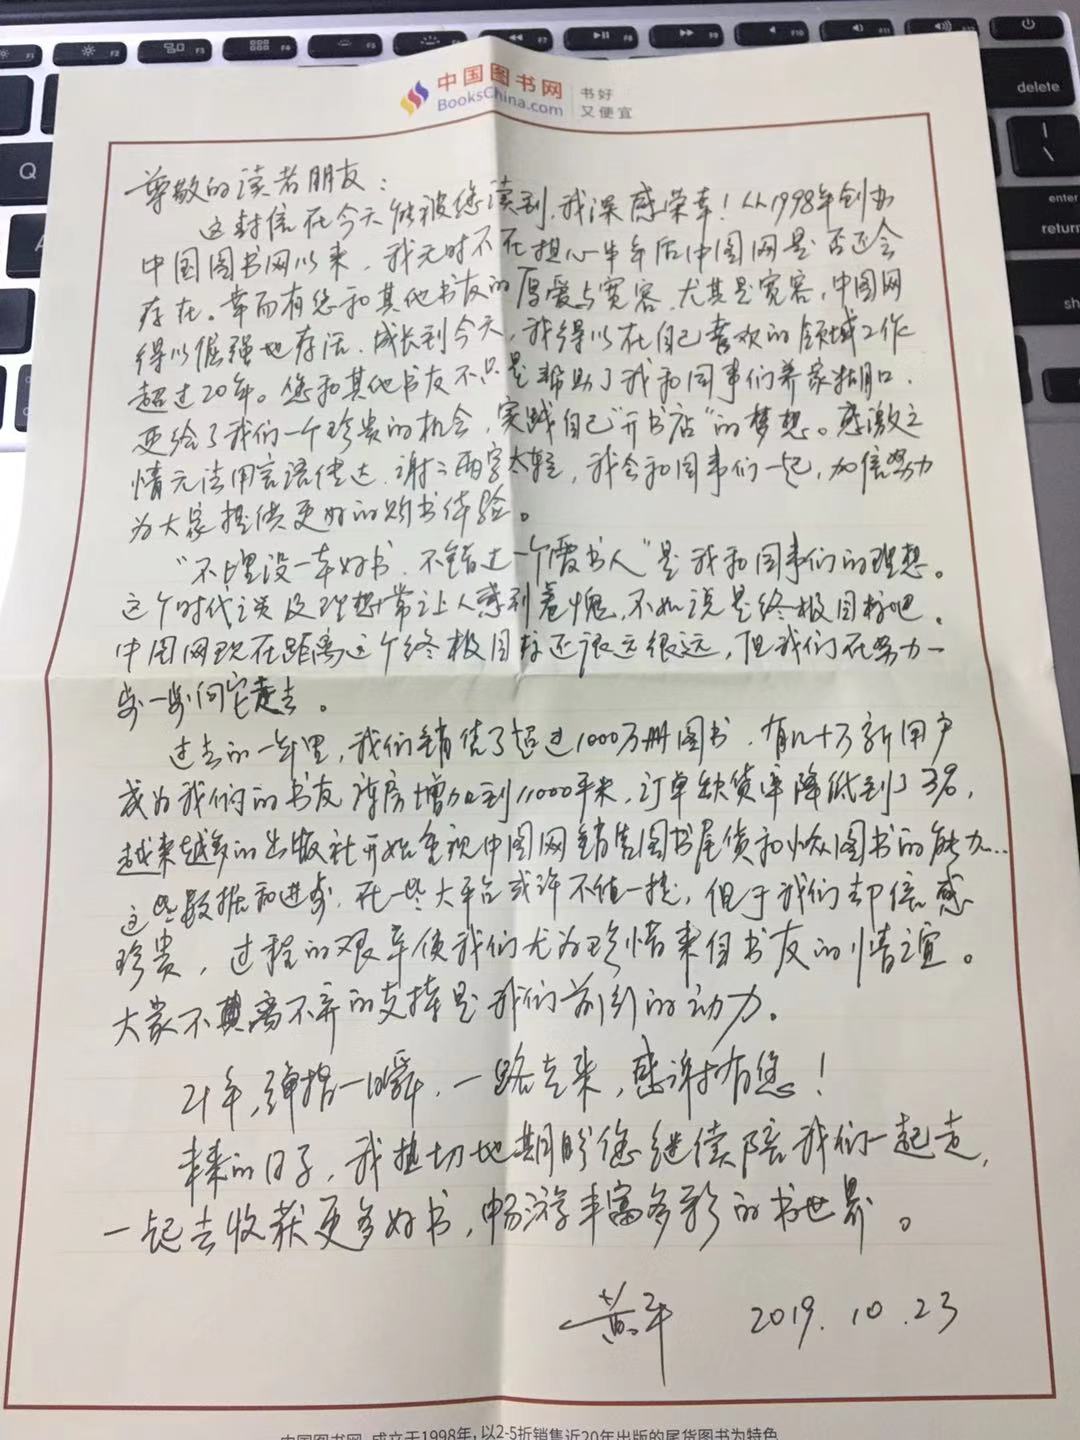 中国图书网
BooksChina.com
书好
又便宜
尊敬的读者朋友：
这封信在今天能被您读到，我深感荣幸！从1998年创办
中国图书网以来，我无时不在担心半年后中图网是否还会
存在。幸而有您和其他书友的厚爱与宽容，尤其是宽容，中图网
得以倔强地存活、成长到今天，我得以在自己喜欢的领域工作
超过20年。您和其他书友不只是帮助了我和同事们养家糊口，
更给了我们一个珍贵的机会，实践自己“开书店”的梦想。感激之
情无法用言语传达，谢谢两字太轻，我会和同事们一起，加倍努力
为大家提供更好的购书体验。
“不埋没一本好书，不错过一个爱书人”是我和同事们的理想。
这个时代谈及理想常让人感到羞愧，不如说是终极目标吧。
中图网现在距离这个终极目标还很远很远，但我们在努力一
步一步向它走去。
过去的一年里，我们销售了超过1000万册图书，有几十万新用户
成为我们的书友，库房增加到11000平米，订单缺货率降低到了3%，
越来越多的出版社开始重视中图网销售图书尾货和小众图书的能力…
这些数据和进步，在一些大平台或许不值一提，但于我们却倍感
珍贵，过程的艰辛使我们尤为珍惜来自书友的情谊。
大家不离不弃的支持是我们前行的动力。
21年，弹指一瞬，一路走来，感谢有您！
未来的日子，我热切地期盼您继续陪我们一起走，
一起去收获更多好书，畅游丰富多彩的书世界。
黄平 2019.10.23
中国图书网 成立于1998年，以2-5折销售近20年出版的尾货图书为特色
delete
enter
return
Q
A
F3
F4
F5
F7
F8
F9
F10
F11